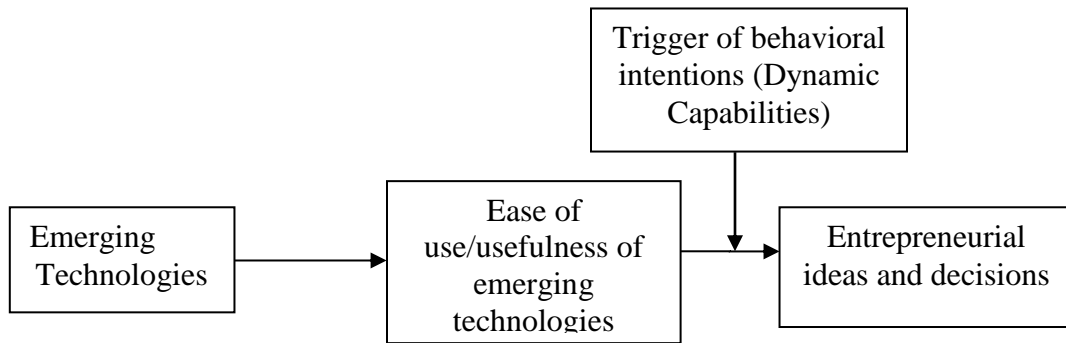 Trigger of behavioral
intentions (Dynamic
Capabilities)
Emerging
Technologies
Ease of
use/usefulness of
emerging
technologies
Entrepreneurial
ideas and decisions